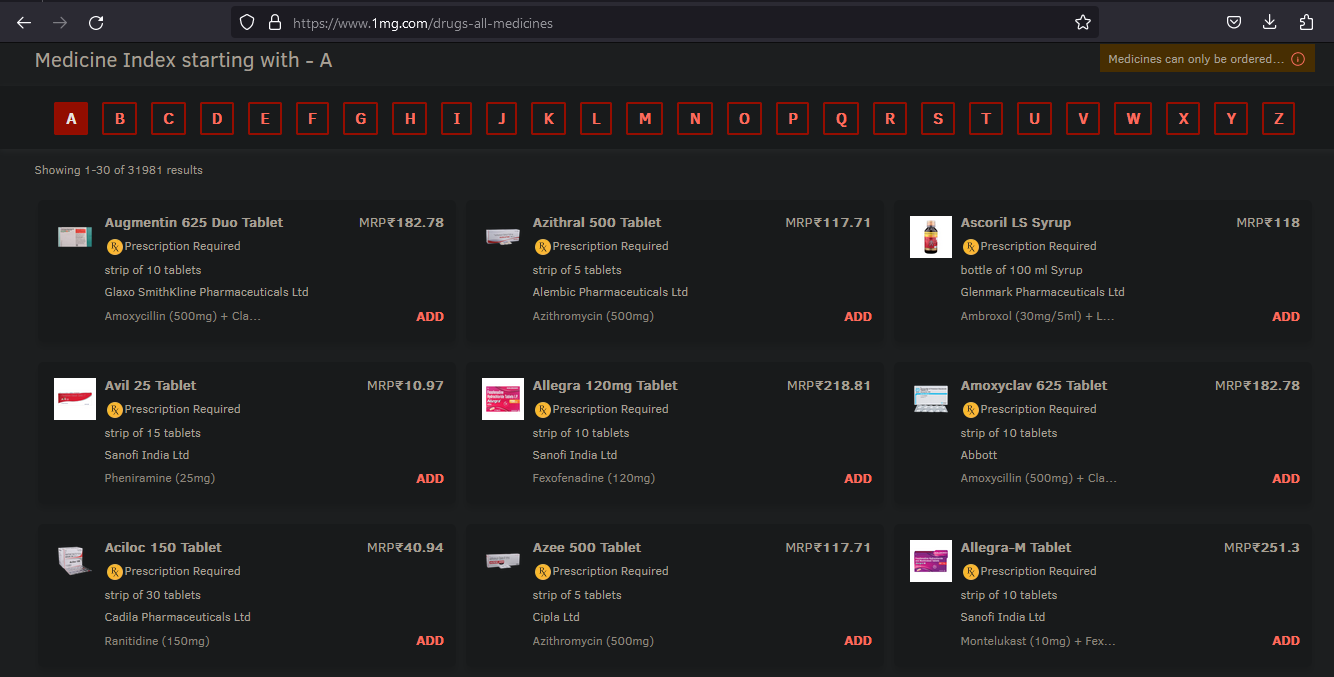 https://www.1mg.com/drugs-all-medicines
Medicine Index starting with - A
Medicines can only be ordered...
A B C D E F G H I J K L M N O P Q R S T U V W X Y Z
Showing 1-30 of 31981 results
Augmentin 625 Duo Tablet
MRP₹182.78
Prescription Required
strip of 10 tablets
Glaxo SmithKline Pharmaceuticals Ltd
Amoxycillin (500mg) + Cla...
ADD
Azithral 500 Tablet
MRP₹117.71
Prescription Required
strip of 5 tablets
Alembic Pharmaceuticals Ltd
Azithromycin (500mg)
ADD
Ascoril LS Syrup
MRP₹118
Prescription Required
bottle of 100 ml Syrup
Glenmark Pharmaceuticals Ltd
Ambroxol (30mg/5ml) + L...
ADD
Avil 25 Tablet
MRP₹10.97
Prescription Required
strip of 15 tablets
Sanofi India Ltd
Pheniramine (25mg)
ADD
Allegra 120mg Tablet
MRP₹218.81
Prescription Required
strip of 10 tablets
Sanofi India Ltd
Fexofenadine (120mg)
ADD
Amoxyclav 625 Tablet
MRP₹182.78
Prescription Required
strip of 10 tablets
Abbott
Amoxycillin (500mg) + Cla...
ADD
Aciloc 150 Tablet
MRP₹40.94
Prescription Required
strip of 30 tablets
Cadila Pharmaceuticals Ltd
Ranitidine (150mg)
ADD
Azee 500 Tablet
MRP₹117.71
Prescription Required
strip of 5 tablets
Cipla Ltd
Azithromycin (500mg)
ADD
Allegra-M Tablet
MRP₹251.3
Prescription Required
strip of 10 tablets
Sanofi India Ltd
Montelukast (10mg) + Fex...
ADD